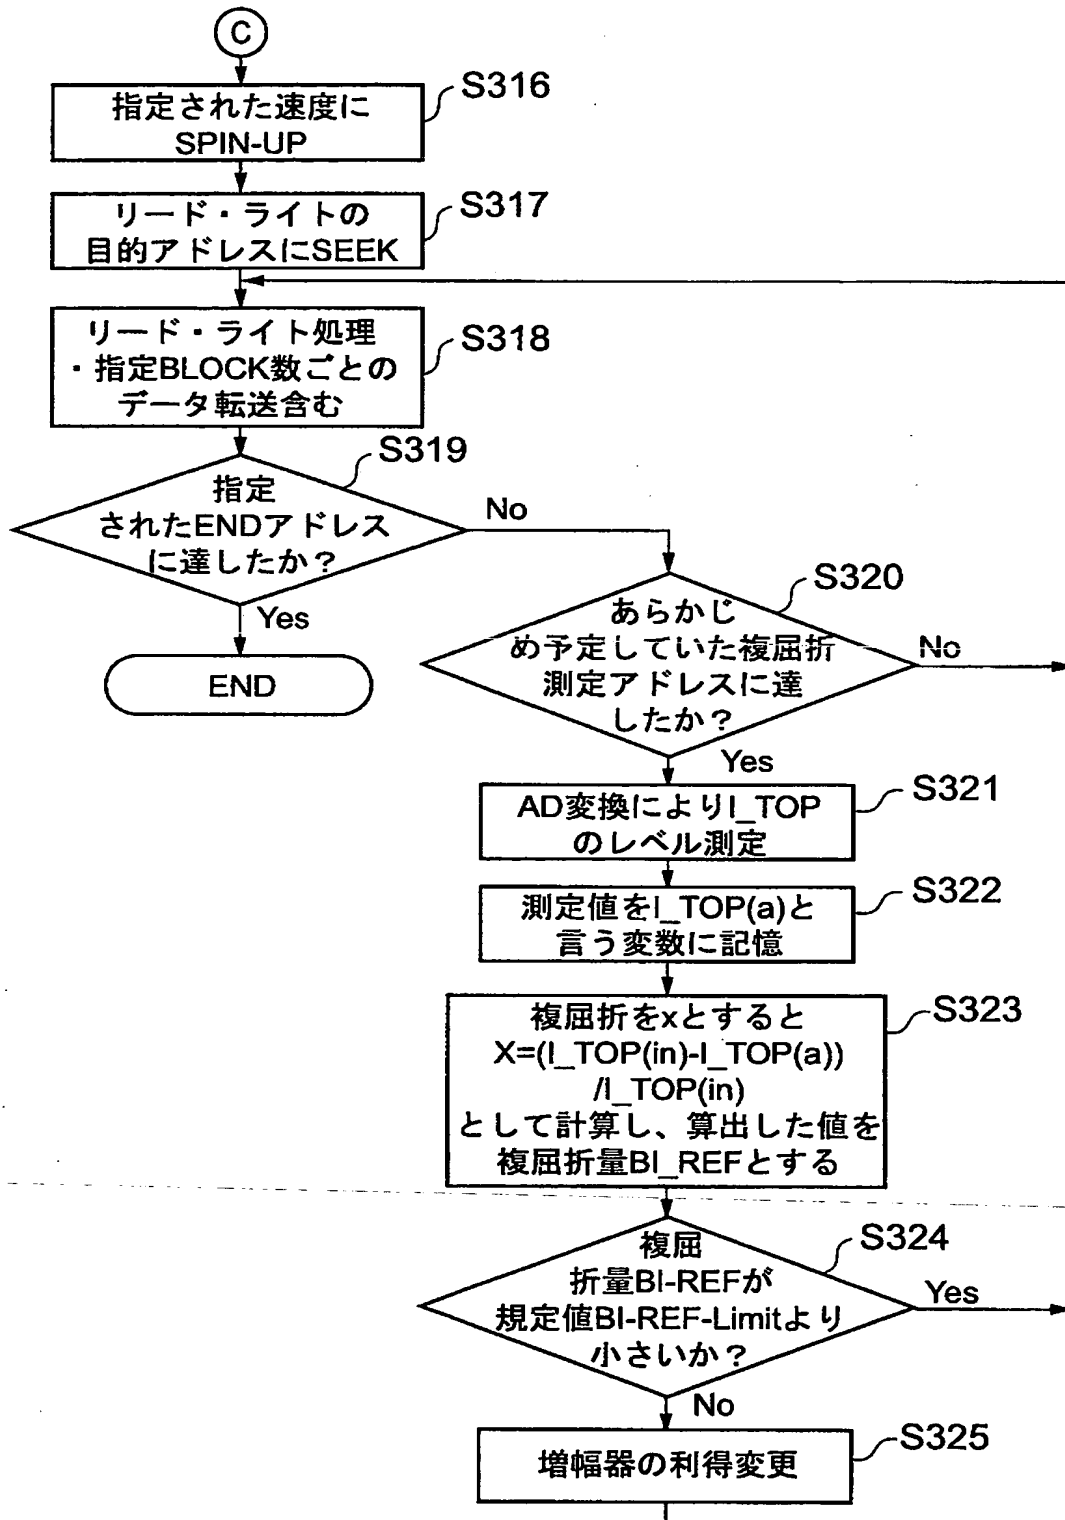 C
S316
指定された速度に
SPIN-UP
S317
リード・ライトの
目的アドレスにSEEK
S318
リード・ライト処理
・指定BLOCK数ごとの
データ転送含む
S319
指定
されたENDアドレス
に達したか？
No
Yes
END
S320
あらかじ
め予定していた複屈折
測定アドレスに達
したか？
No
Yes
S321
AD変換によりI_TOP
のレベル測定
S322
測定値をI_TOP(a)と
言う変数に記憶
S323
複屈折をxとすると
X=(I_TOP(in)-I_TOP(a))
/I_TOP(in)
として計算し、算出した値を
複屈折量BI_REFとする
S324
複屈
折量BI-REFが
規定値BI-REF-Limitより
小さいか？
Yes
No
S325
増幅器の利得変更